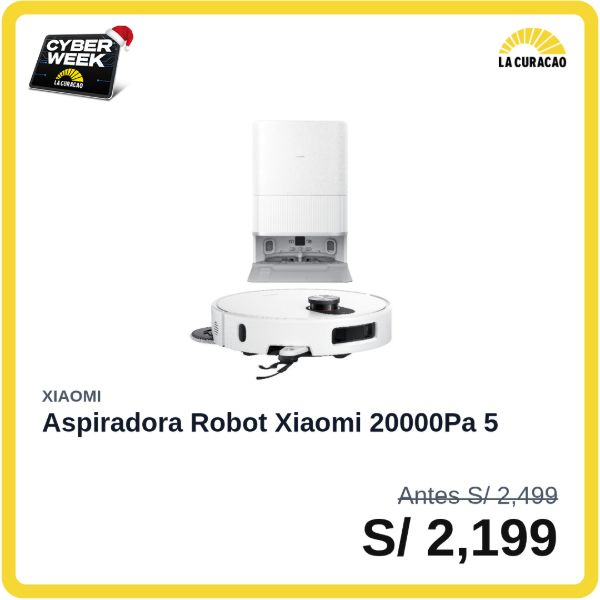 CYBER
WEEK
LA CURACAO
LA CURACAO
XIAOMI
Aspiradora Robot Xiaomi 20000Pa 5
Antes S/ 2,499
S/ 2,199